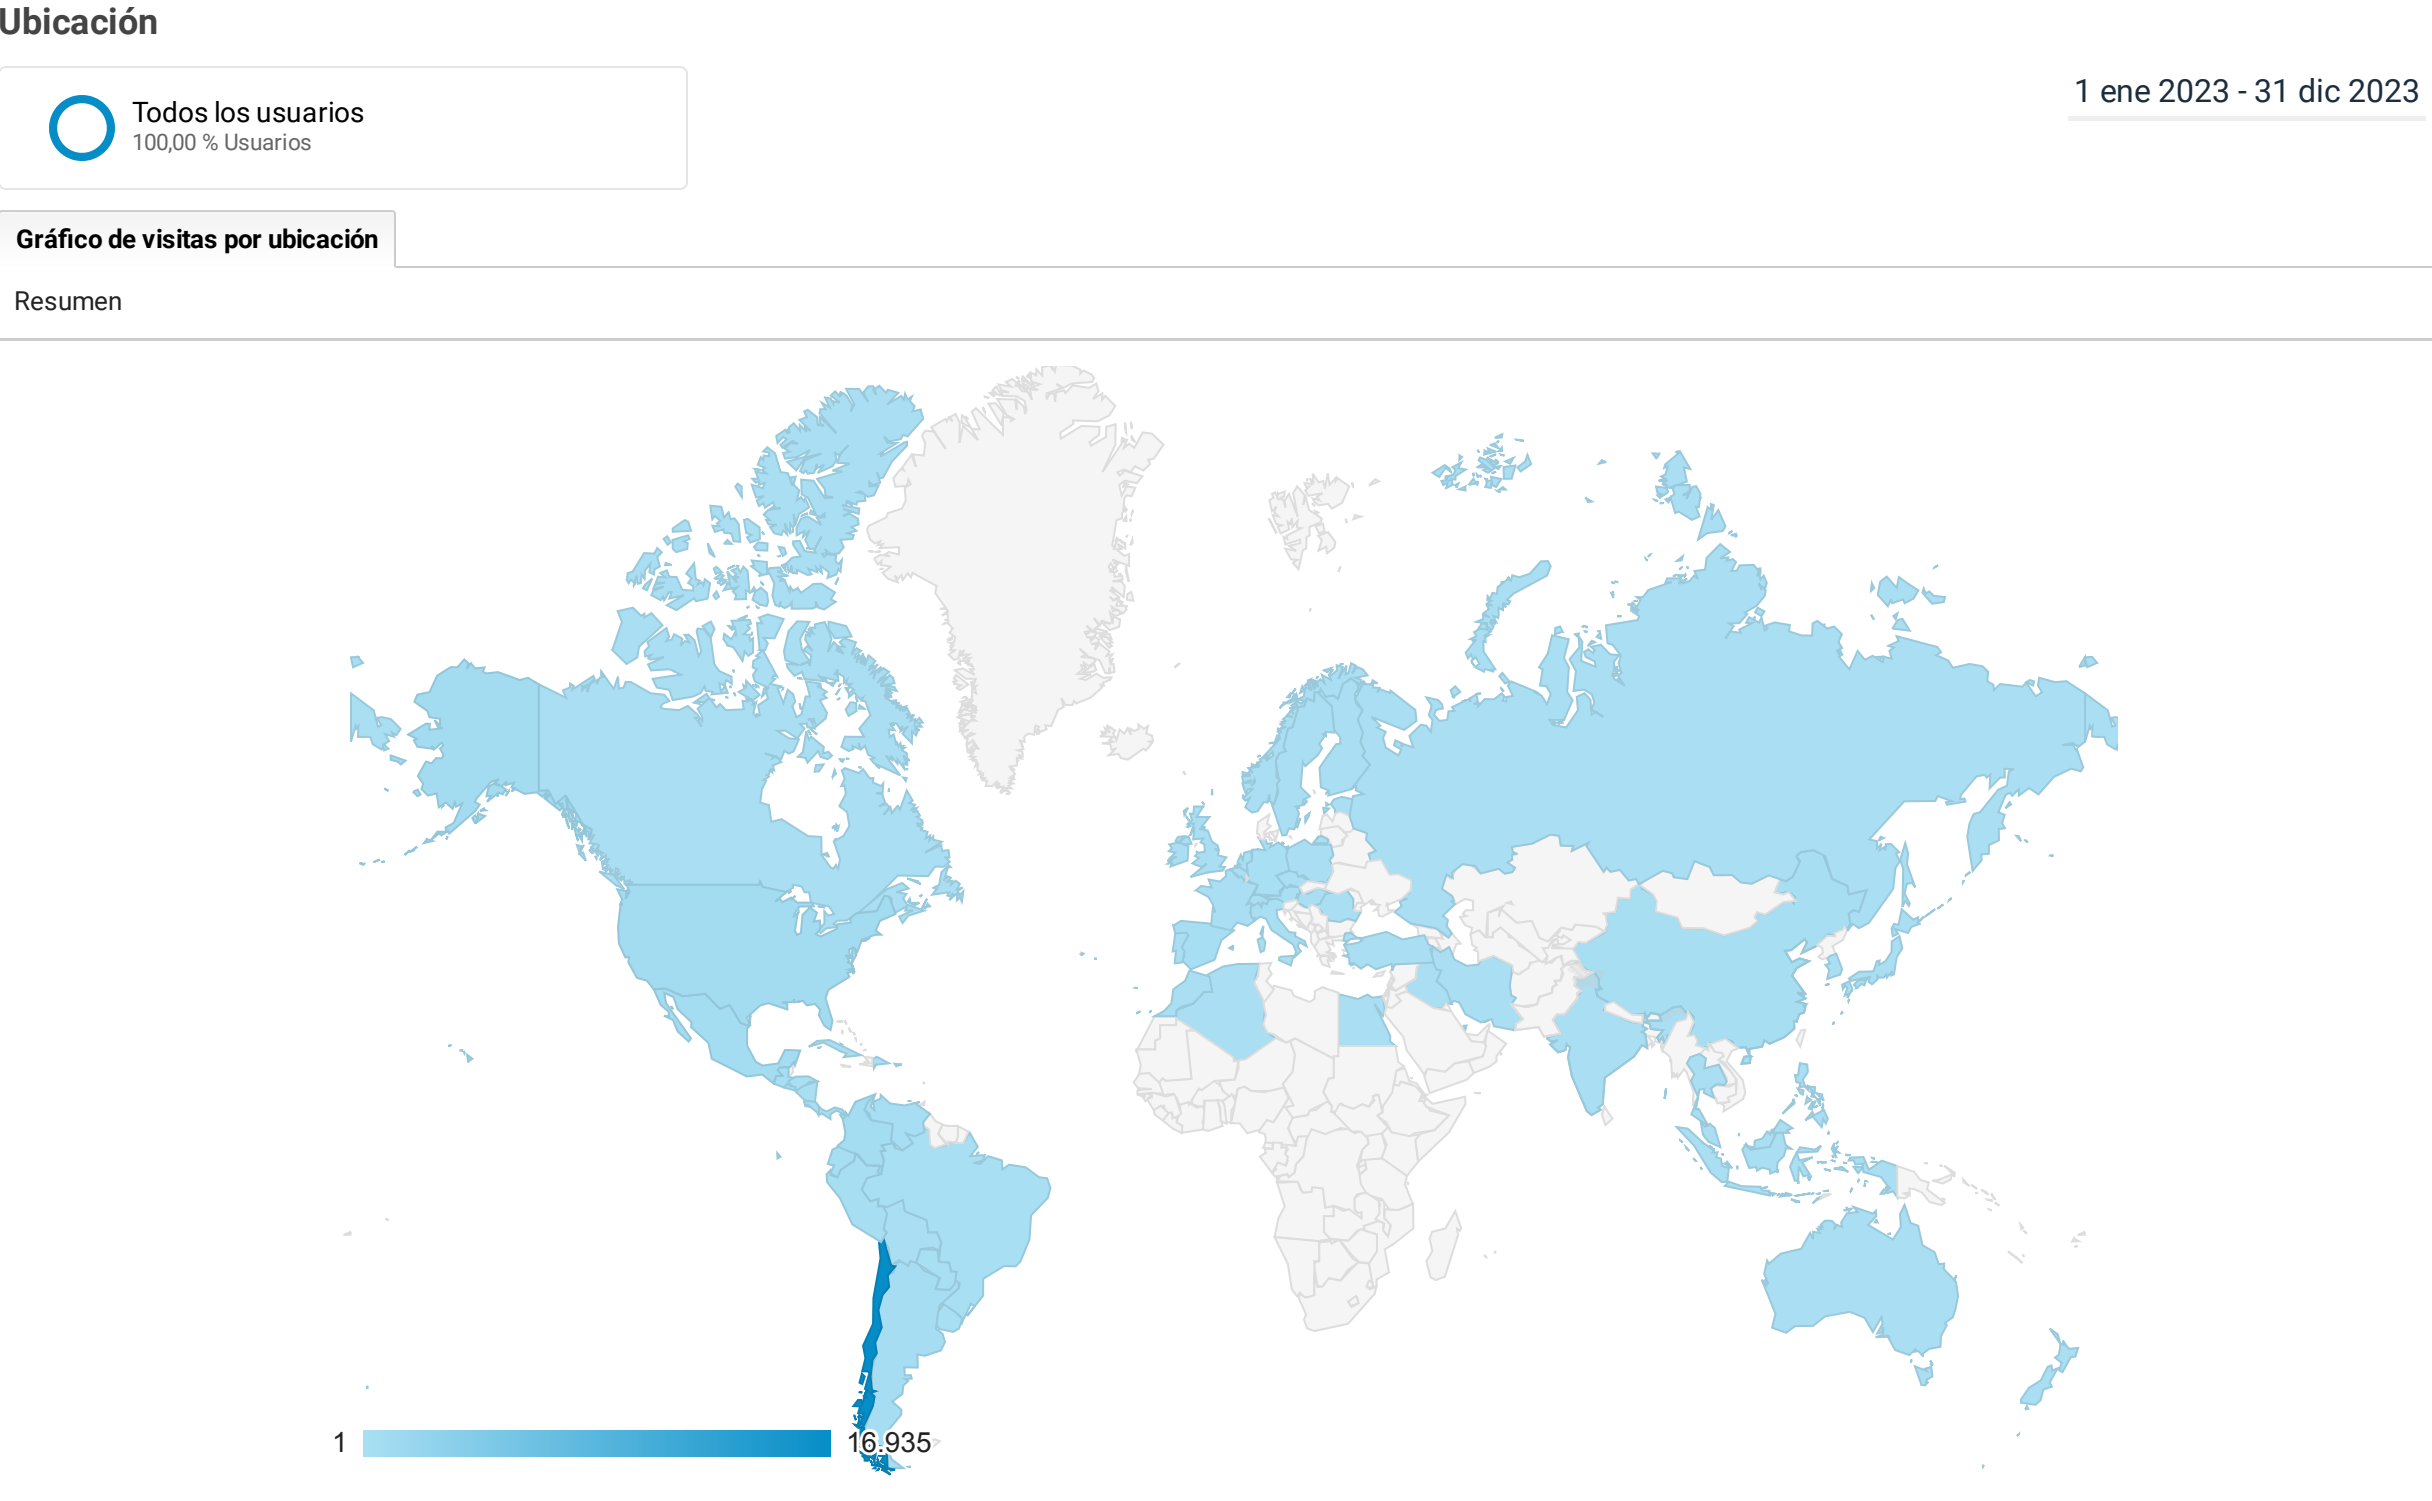 Ubicación
Todos los usuarios
100,00 % Usuarios
1 ene 2023 - 31 dic 2023
Gráfico de visitas por ubicación
Resumen
1
16.935